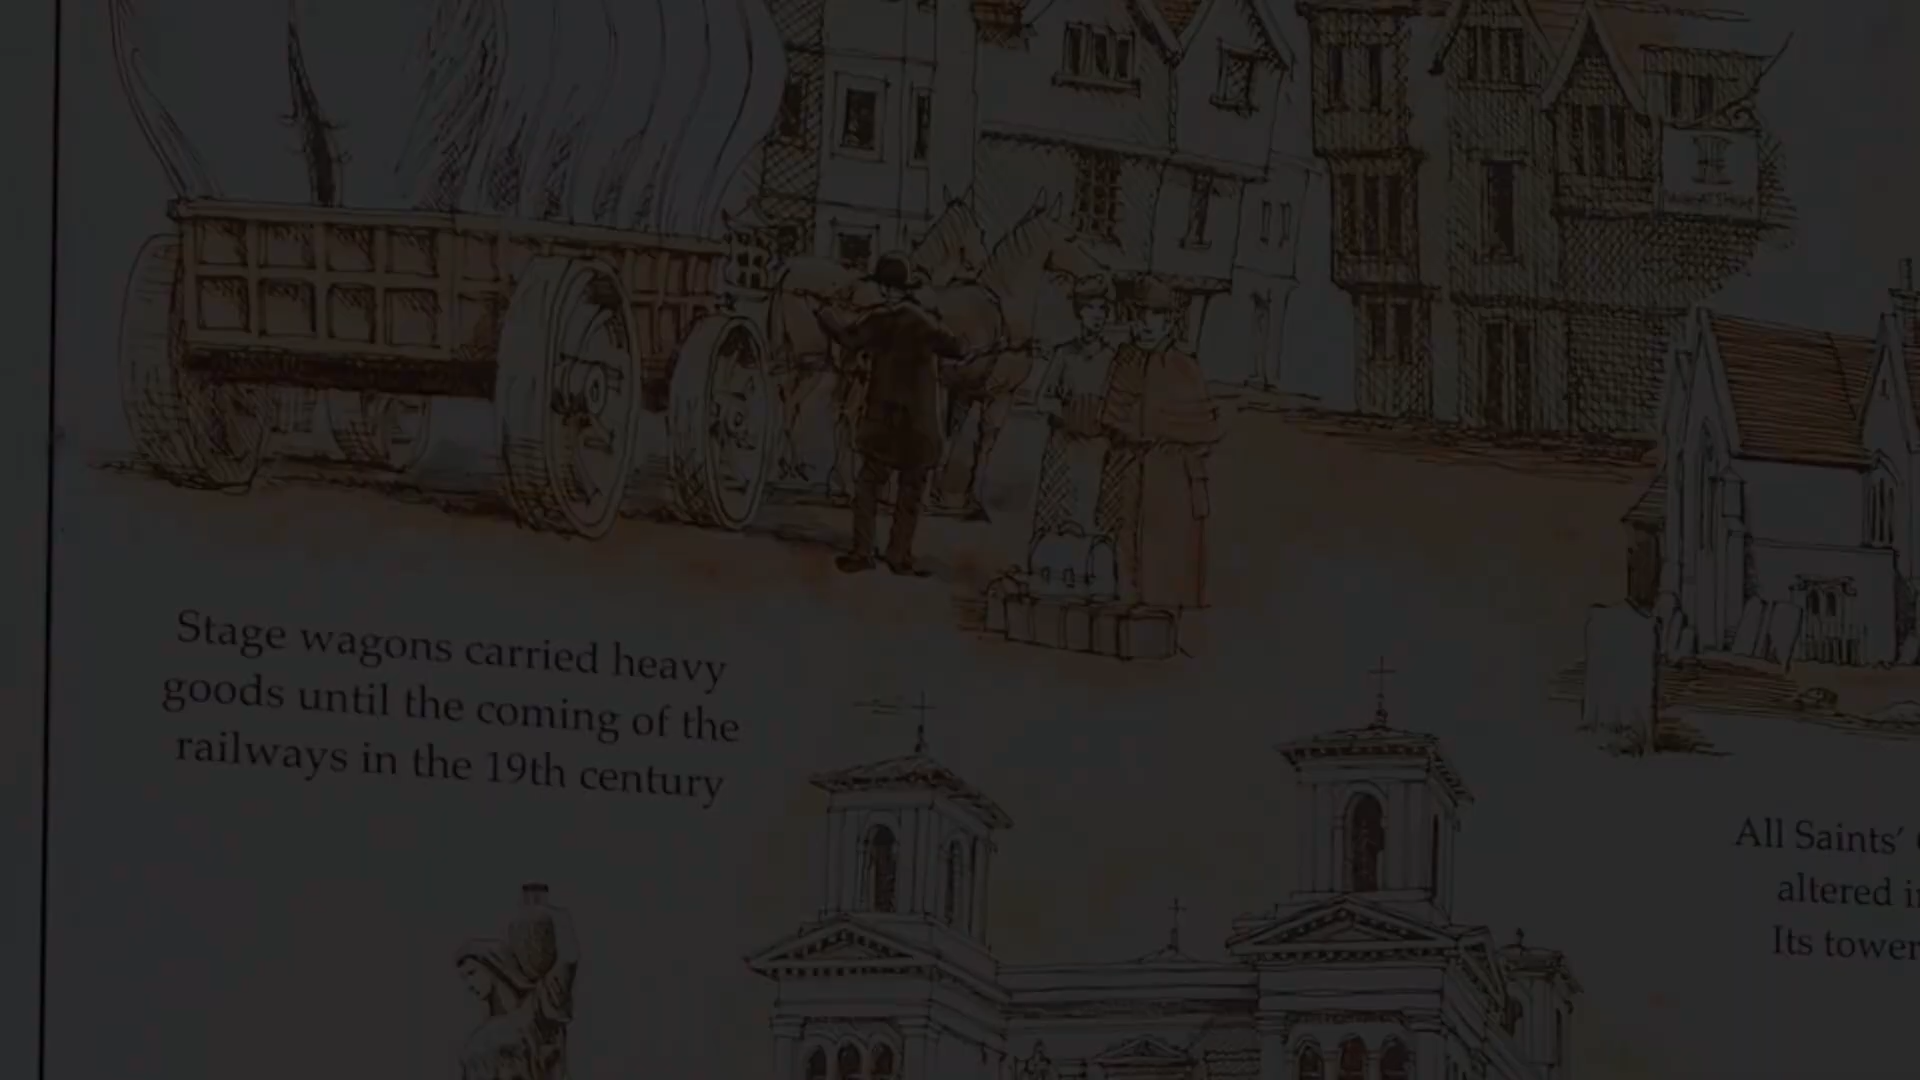 Stage wagons carried heavy
goods until the coming of the
railways in the 19th century
All Saints'
altered
Its tower